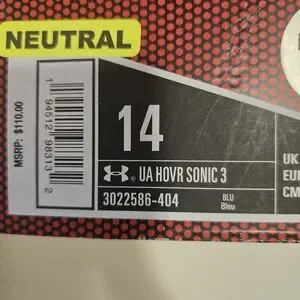 NEUTRAL
MSRP: $110.00
1 94512 98313 2
14
UA HOVR SONIC 3
3022586-404
BLU
Bleu
UK
EU
CM